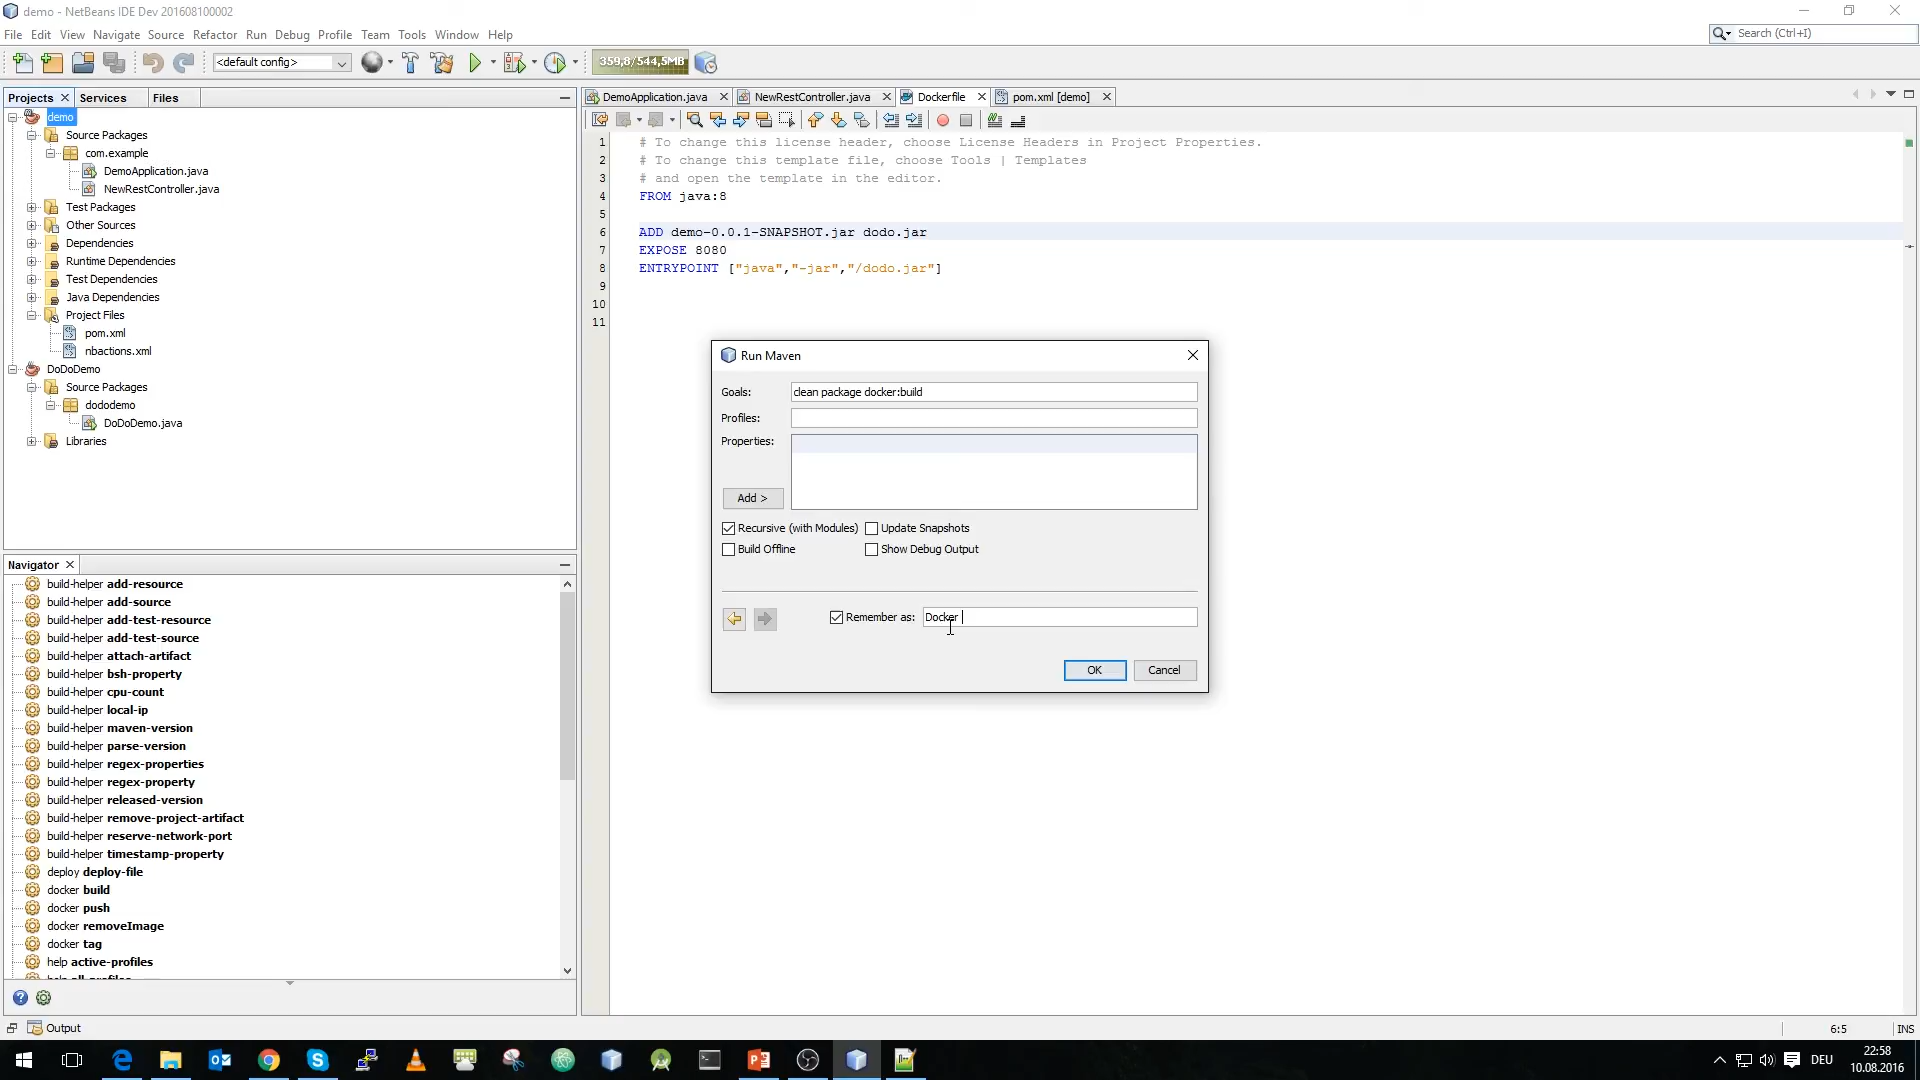 demo - NetBeans IDE Dev 201608100002
File Edit View Navigate Source Refactor Run Debug Profile Team Tools Window Help
Search (Ctrl+I)
<default config>
359,8/544,5MB
Projects Services Files
demo
Source Packages
com.example
DemoApplication.java
NewRestController.java
Test Packages
Other Sources
Dependencies
Runtime Dependencies
Test Dependencies
Java Dependencies
Project Files
pom.xml
nbactions.xml
DoDoDemo
Source Packages
dododemo
DoDoDemo.java
Libraries
Navigator
build-helper add-resource
build-helper add-source
build-helper add-test-resource
build-helper add-test-source
build-helper attach-artifact
build-helper bsh-property
build-helper cpu-count
build-helper local-ip
build-helper maven-version
build-helper parse-version
build-helper regex-properties
build-helper regex-property
build-helper released-version
build-helper remove-project-artifact
build-helper reserve-network-port
build-helper timestamp-property
deploy deploy-file
docker build
docker push
docker removeImage
docker tag
help active-profiles
DemoApplication.java NewRestController.java Dockerfile pom.xml [demo]
1 # To change this license header, choose License Headers in Project Properties.
2 # To change this template file, choose Tools | Templates
3 # and open the template in the editor.
4 FROM java:8
5
6 ADD demo-0.0.1-SNAPSHOT.jar dodo.jar
7 EXPOSE 8080
8 ENTRYPOINT ["java","-jar","/dodo.jar"]
9
10
11
Run Maven
Goals: clean package docker:build
Profiles:
Properties:
Add >
Recursive (with Modules) Update Snapshots
Build Offline Show Debug Output
Remember as: Docker
OK Cancel
Output
6:5 INS
DEU
22:58
10.08.2016